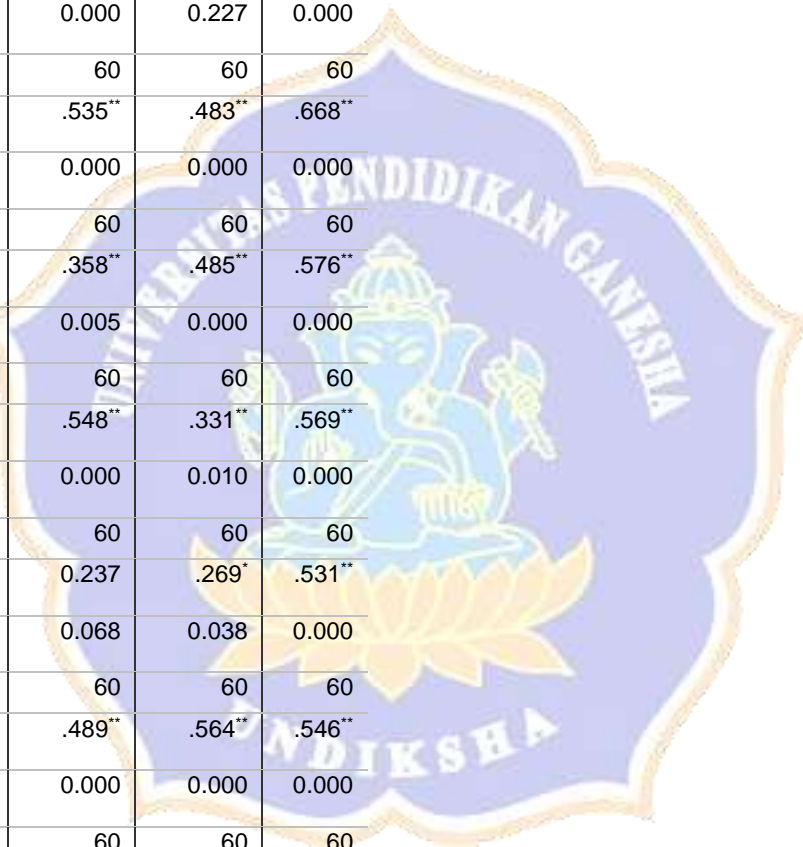 0.000 0.227 0.000
60 60 60
.535** .483** .668**
0.000 0.000 0.000
60 60 60
.358** .485** .576**
0.005 0.000 0.000
60 60 60
.548** .331** .569**
0.000 0.010 0.000
60 60 60
0.237 .269* .531**
0.068 0.038 0.000
60 60 60
.489** .564** .546**
0.000 0.000 0.000
60 60 60
UNIVERSITAS PENDIDIKAN GANESHA
UNDIKSHA